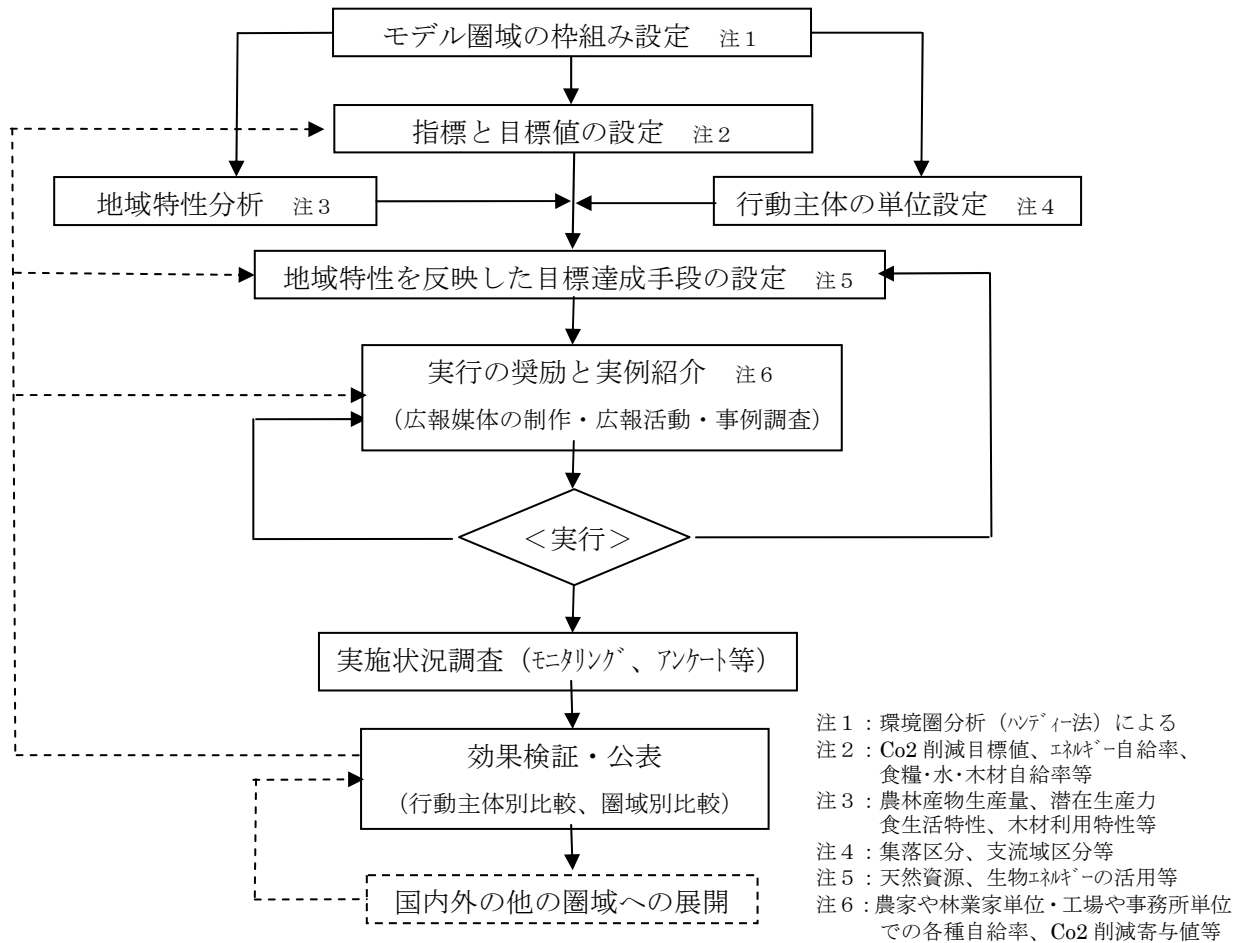 モデル圏域の枠組み設定　注１
指標と目標値の設定　注２
地域特性分析　注３
行動主体の単位設定　注４
地域特性を反映した目標達成手段の設定　注５
実行の奨励と実例紹介　注６
（広報媒体の制作・広報活動・事例調査）
＜実行＞
実施状況調査（ﾓﾆﾀﾘﾝｸﾞ、ｱﾝｹｰﾄ等）
効果検証・公表
（行動主体別比較、圏域別比較）
国内外の他の圏域への展開
注１：環境圏分析（ﾊﾝﾃﾞｨｰ法）による
注２：Co2 削減目標値、ｴﾈﾙｷﾞｰ自給率、
食糧・水・木材自給率等
注３：農林産物生産量、潜在生産力
食生活特性、木材利用特性等
注４：集落区分、支流域区分等
注５：天然資源、生物ｴﾈﾙｷﾞｰの活用等
注６：農家や林業家単位・工場や事務所単位
での各種自給率、Co2 削減寄与値等